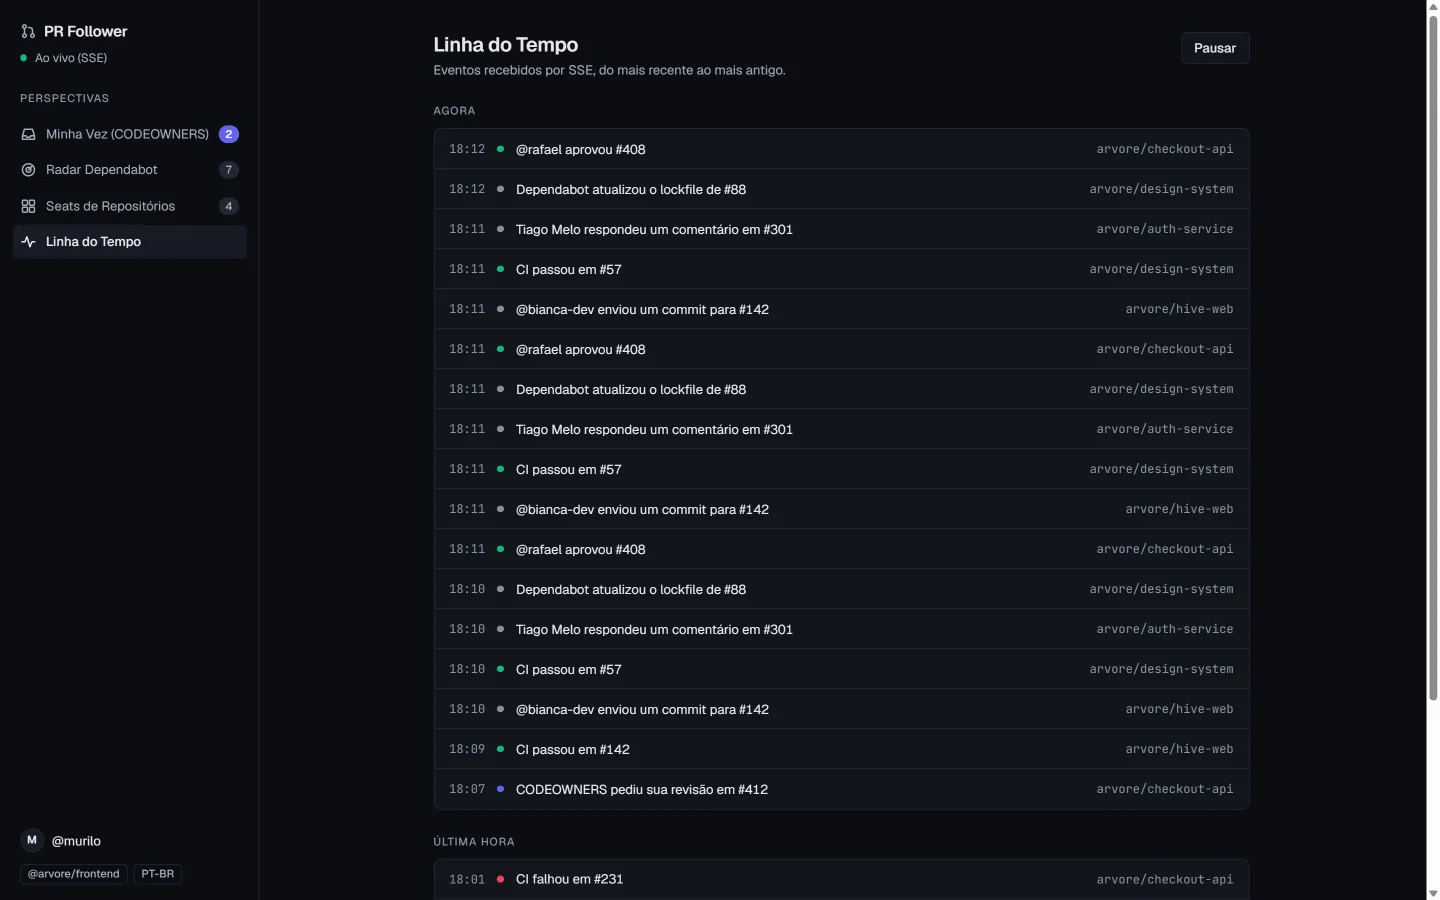 PR Follower
Ao vivo (SSE)
PERSPECTIVAS
Minha Vez (CODEOWNERS) 2
Radar Dependabot 7
Seats de Repositórios 4
Linha do Tempo
M @murilo
@arvore/frontend PT-BR
Linha do Tempo
Pausar
Eventos recebidos por SSE, do mais recente ao mais antigo.
AGORA
18:12 @rafael aprovou #408 arvore/checkout-api
18:12 Dependabot atualizou o lockfile de #88 arvore/design-system
18:11 Tiago Melo respondeu um comentário em #301 arvore/auth-service
18:11 CI passou em #57 arvore/design-system
18:11 @bianca-dev enviou um commit para #142 arvore/hive-web
18:11 @rafael aprovou #408 arvore/checkout-api
18:11 Dependabot atualizou o lockfile de #88 arvore/design-system
18:11 Tiago Melo respondeu um comentário em #301 arvore/auth-service
18:11 CI passou em #57 arvore/design-system
18:11 @bianca-dev enviou um commit para #142 arvore/hive-web
18:11 @rafael aprovou #408 arvore/checkout-api
18:10 Dependabot atualizou o lockfile de #88 arvore/design-system
18:10 Tiago Melo respondeu um comentário em #301 arvore/auth-service
18:10 CI passou em #57 arvore/design-system
18:10 @bianca-dev enviou um commit para #142 arvore/hive-web
18:09 CI passou em #142 arvore/hive-web
18:07 CODEOWNERS pediu sua revisão em #412 arvore/checkout-api
ÚLTIMA HORA
18:01 CI falhou em #231 arvore/checkout-api